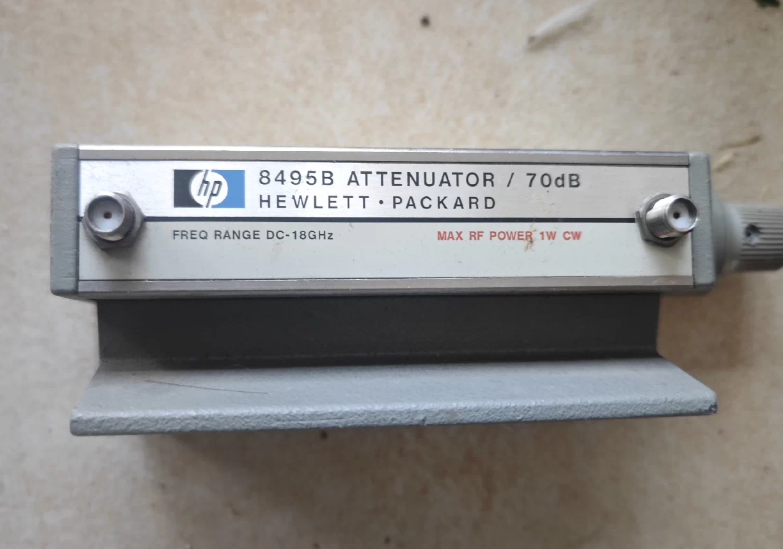 hp
8495B ATTENUATOR / 70dB
HEWLETT · PACKARD
FREQ RANGE DC-18GHz
MAX RF POWER 1W CW